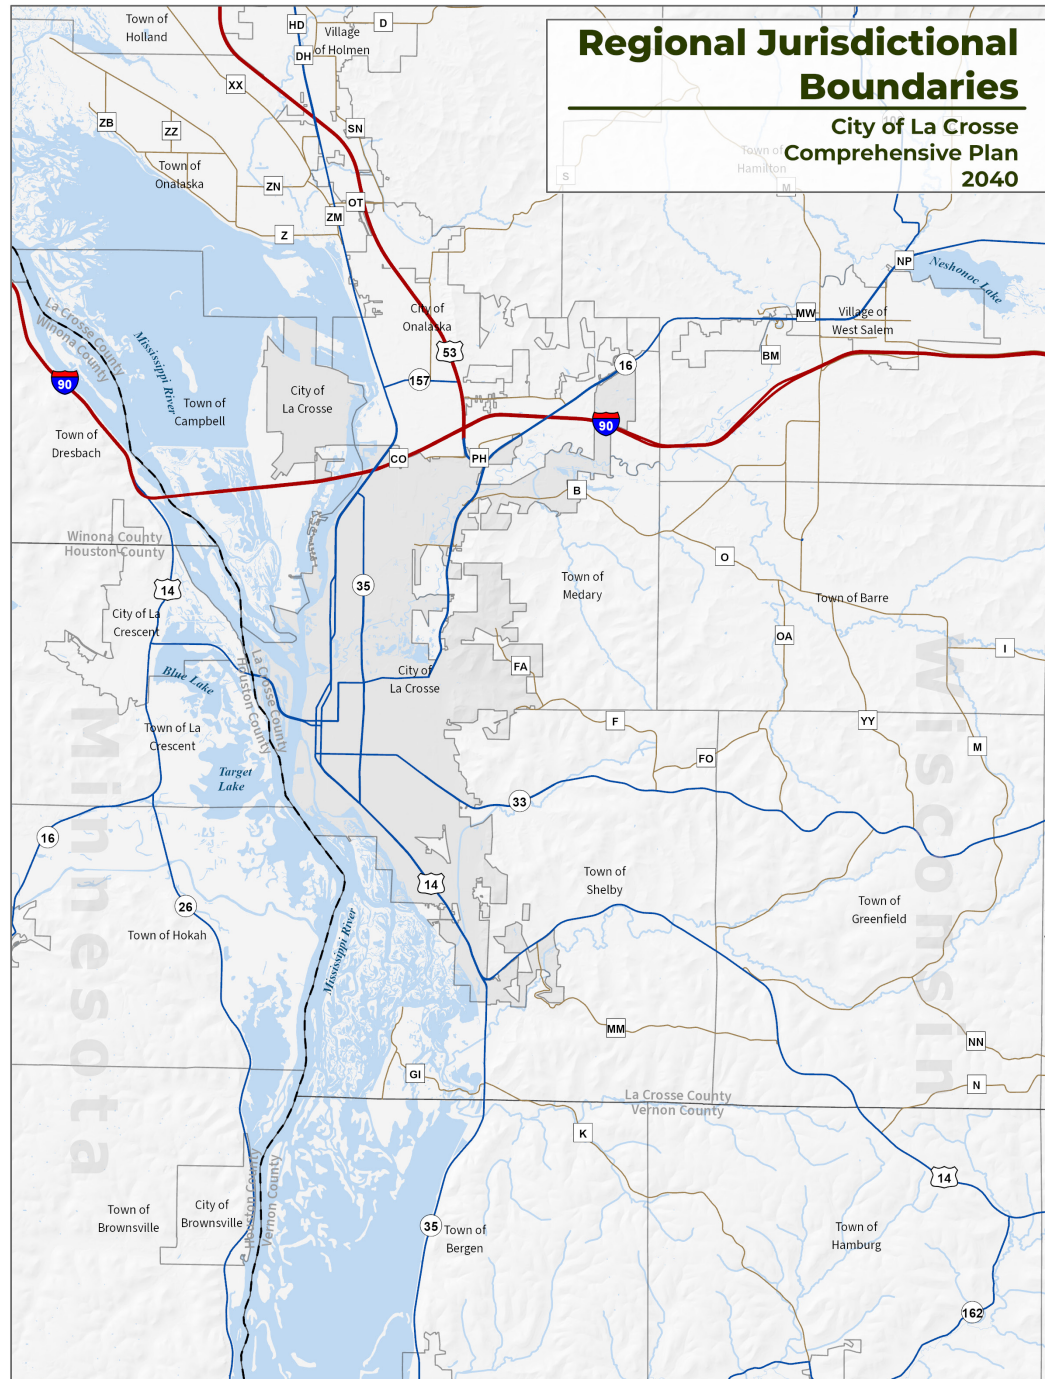 Regional Jurisdictional
Boundaries
City of La Crosse
Comprehensive Plan
2040
Town of
Holland
HD
D
Village
of Holmen
DH
XX
ZB
ZZ
SN
Town of
Onalaska
ZN
OT
ZM
Z
Town of
Hamilton
S
M
NP
Neshonoc Lake
La Crosse County
Winona County
Mississippi River
City of
Onalaska
53
MW
Village of
West Salem
BM
16
157
90
City of
La Crosse
Town of
Campbell
90
Town of
Dresbach
CO
PH
B
Winona County
Houston County
O
14
35
Town of
Medary
Town of Barre
City of La
Crescent
OA
I
FA
Blue Lake
La Crosse County
Houston County
City of
La Crosse
Town of La
Crescent
F
YY
FO
M
Target
Lake
33
16
14
Town of
Shelby
26
Town of
Greenfield
Town of Hokah
Mississippi River
Minnesota
Wisconsin
MM
NN
GI
N
La Crosse County
Vernon County
K
14
Houston County
Vernon County
Town of
Brownsville
City of
Brownsville
35
Town of
Bergen
Town of
Hamburg
162